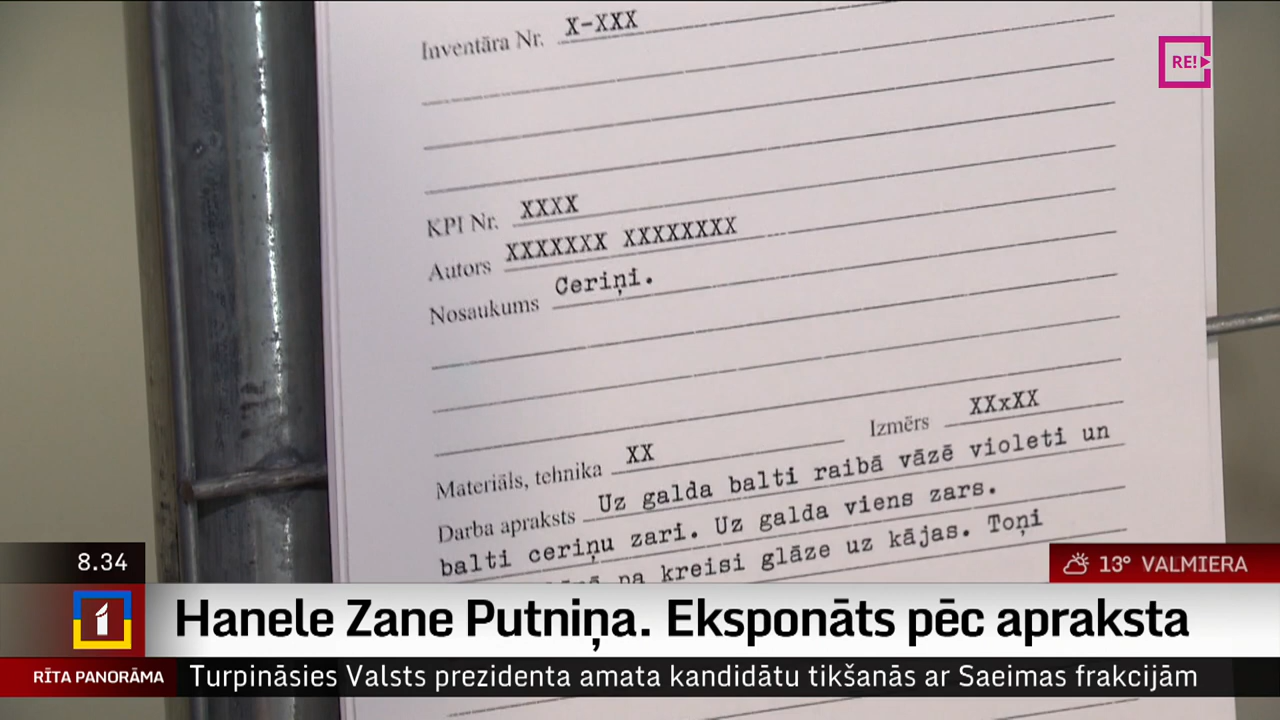 Inventāra Nr. X-XXX
RE!
KPI Nr. XXXX
Autors XXXXXXX XXXXXXXX
Nosaukums Ceriņi.
Materiāls, tehnika XX Izmērs XXxXX
Darba apraksts Uz galda balti raibā vāzē violeti un
balti ceriņu zari. Uz galda viens zars.
pa kreisi glāze uz kājas. Toņi
8.34
13° VALMIERA
1
Hanele Zane Putniņa. Eksponāts pēc apraksta
RĪTA PANORĀMA Turpināsies Valsts prezidenta amata kandidātu tikšanās ar Saeimas frakcijām